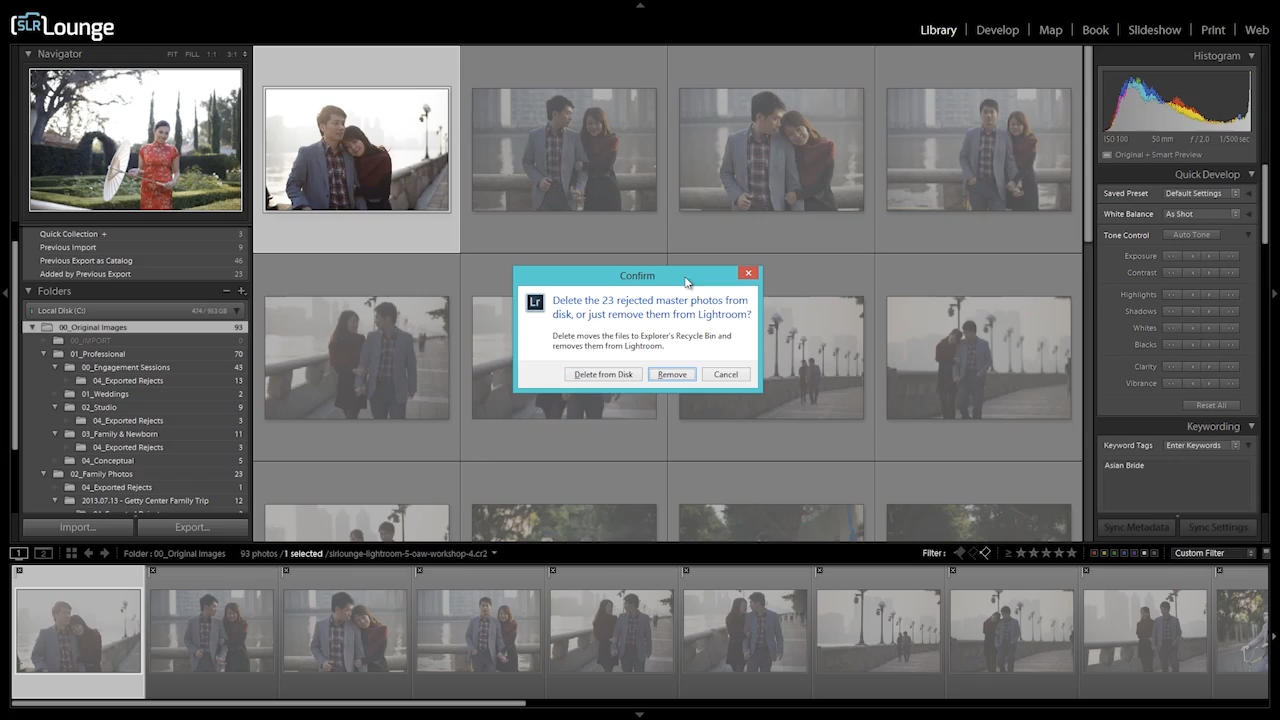 SLR Lounge
Library | Develop | Map | Book | Slideshow | Print | Web
Navigator
FIT FILL 1:1 3:1
Quick Collection + 3
Previous Import 9
Previous Export as Catalog 46
Added by Previous Export 23
Folders
Local Disk (C:) 474 / 953 GB
00_Original Images 93
00_IMPORT 0
01_Professional 70
00_Engagement Sessions 43
04_Exported Rejects 13
01_Weddings 2
02_Studio 9
04_Exported Rejects 3
03_Family & Newborn 11
04_Exported Rejects 3
04_Conceptual 5
02_Family Photos 23
04_Exported Rejects 1
2013.07.13 - Getty Center Family Trip 12
Import...
Export...
Confirm
Lr
Delete the 23 rejected master photos from
disk, or just remove them from Lightroom?
Delete moves the files to Explorer's Recycle Bin and
removes them from Lightroom.
Delete from Disk
Remove
Cancel
Histogram
ISO 100 50 mm ƒ / 2.0 1/500 sec
Original + Smart Preview
Quick Develop
Saved Preset Default Settings
White Balance As Shot
Tone Control Auto Tone
Exposure
Contrast
Highlights
Shadows
Whites
Blacks
Clarity
Vibrance
Reset All
Keywording
Keyword Tags Enter Keywords
Asian Bride
Sync Metadata
Sync Settings
1 2
Folder : 00_Original Images
93 photos / 1 selected / slrlounge-lightroom-5-oaw-workshop-4.cr2
Filter :
Custom Filter